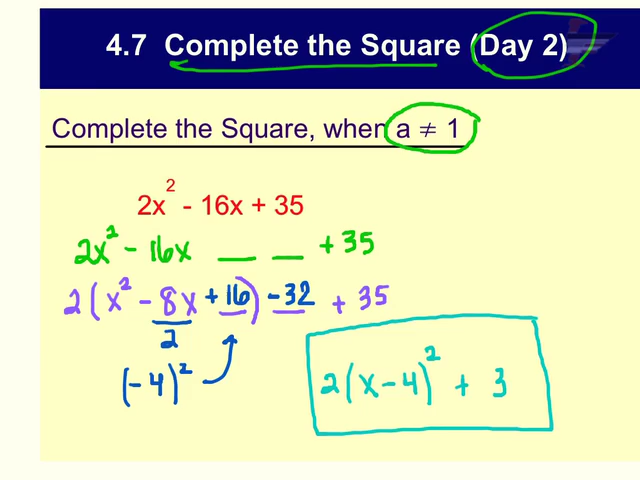 4.7 Complete the Square (Day 2)
Complete the Square, when a ≠ 1
2x² - 16x + 35
2x² - 16x __ __ + 35
2(x² - 8x + 16) - 32 + 35
2
(-4)²
2(x - 4)² + 3